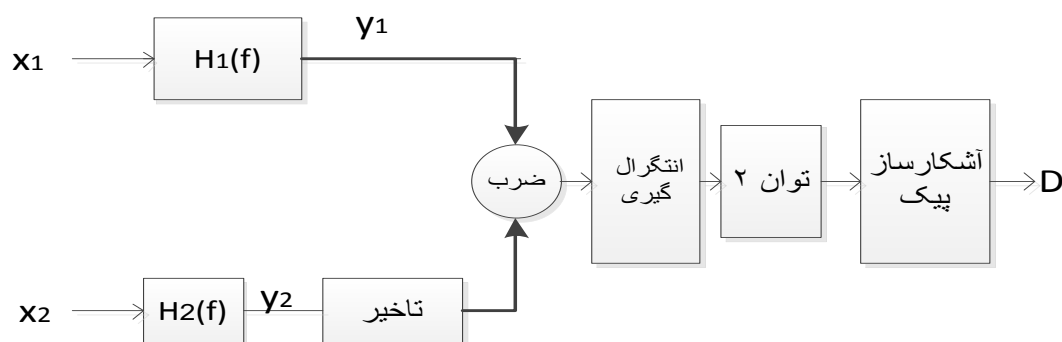 x1
H1(f)
y1
ضرب
انتگرال
گیری
توان ۲
آشکارساز
پیک
D
x2
H2(f)
y2
تاخیر